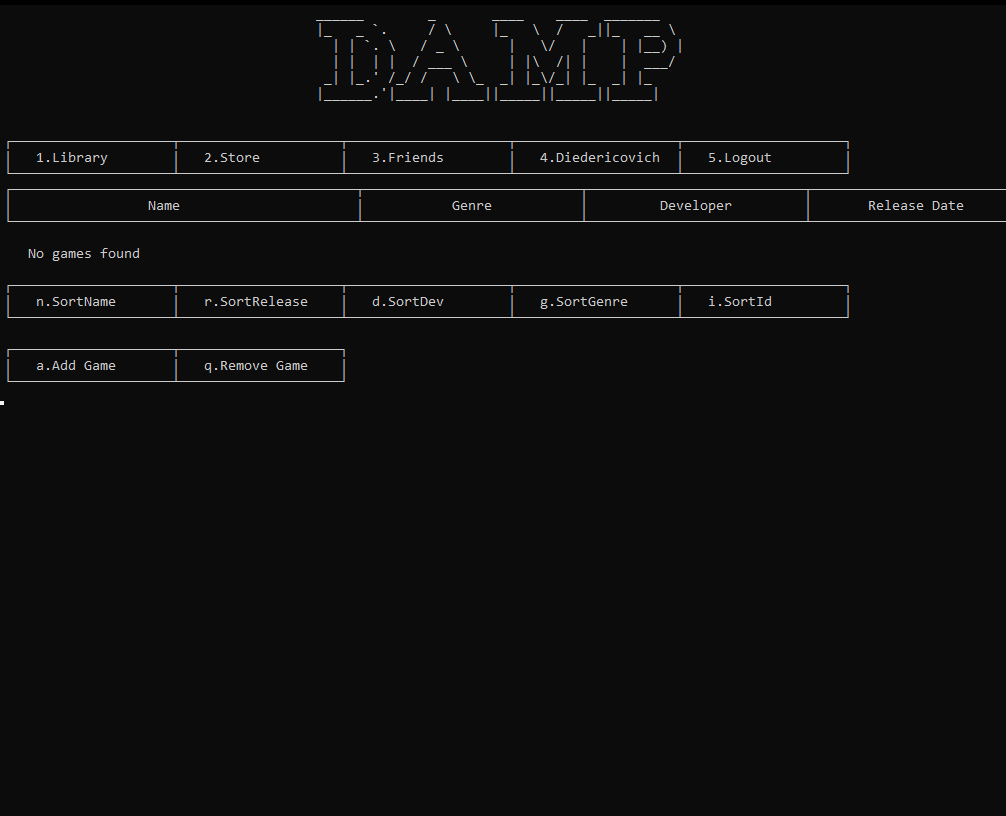 DAMP
1.Library 2.Store 3.Friends 4.Diedericovich 5.Logout
Name Genre Developer Release Date
No games found
n.SortName r.SortRelease d.SortDev g.SortGenre i.SortId
a.Add Game q.Remove Game